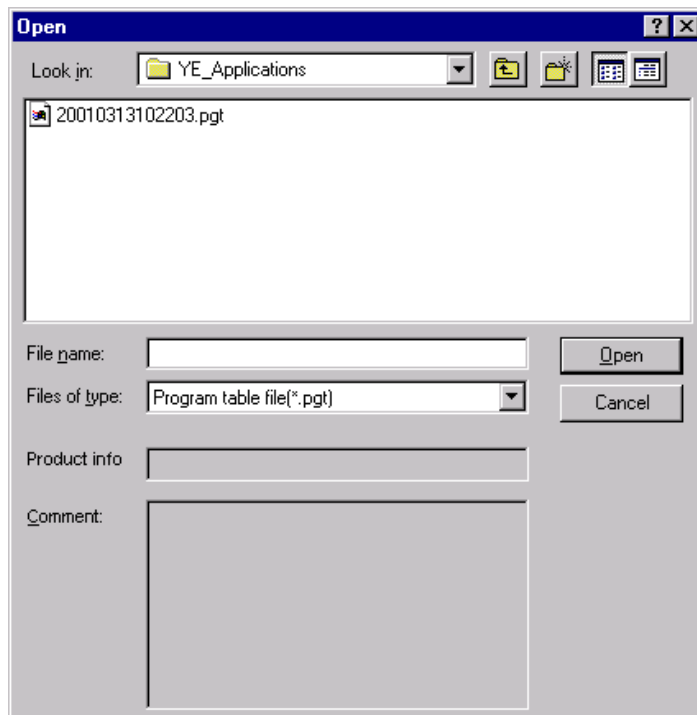 Open
Look in: YE_Applications
20010313102203.pgt
File name: Open
Files of type: Program table file(*.pgt) Cancel
Product info
Comment: